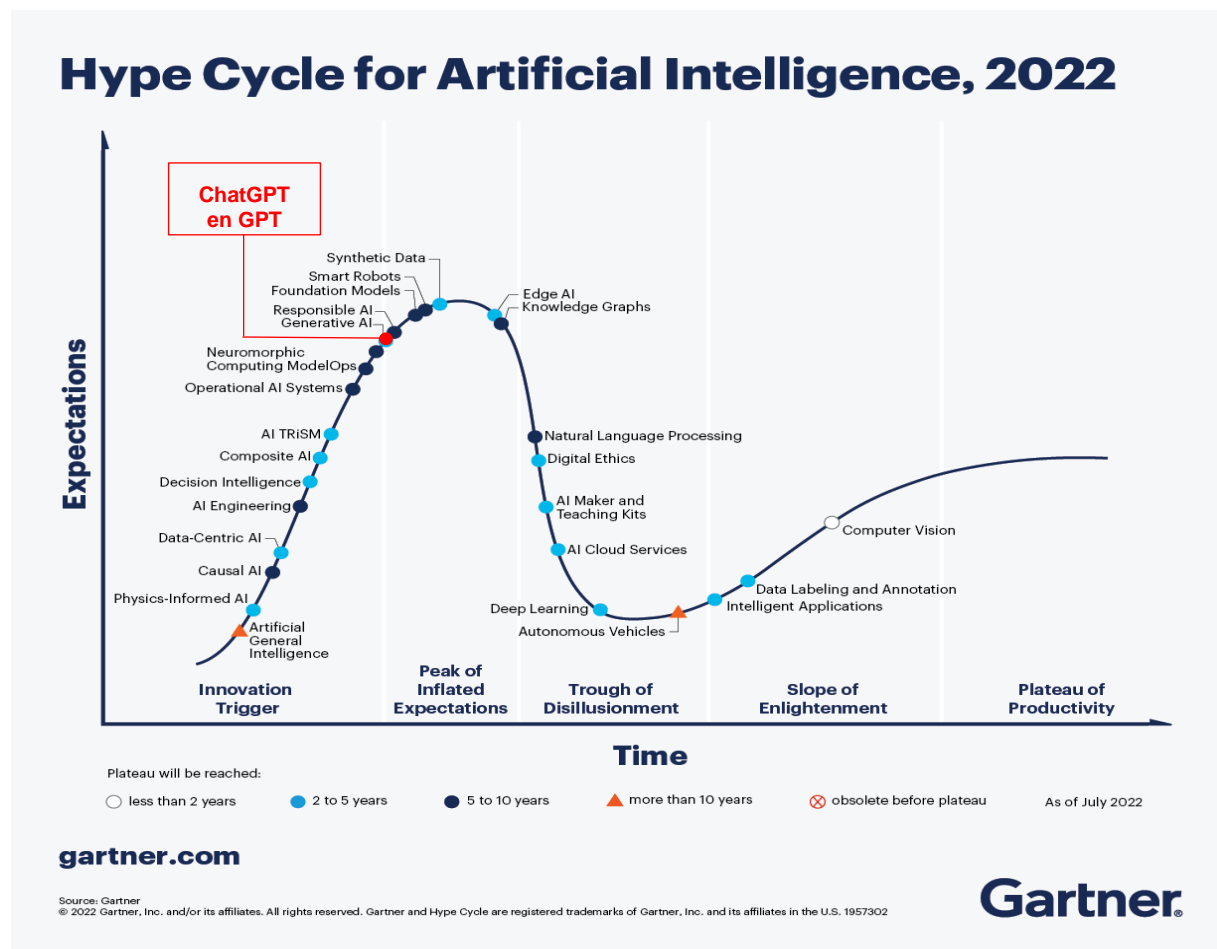 Hype Cycle for Artificial Intelligence, 2022
ChatGPT
en GPT
Synthetic Data
Smart Robots
Foundation Models
Responsible AI
Generative AI
Neuromorphic
Computing ModelOps
Operational AI Systems
AI TRiSM
Composite AI
Decision Intelligence
AI Engineering
Data-Centric AI
Causal AI
Physics-Informed AI
Artificial
General
Intelligence
Edge AI
Knowledge Graphs
Natural Language Processing
Digital Ethics
AI Maker and
Teaching Kits
AI Cloud Services
Deep Learning
Autonomous Vehicles
Computer Vision
Data Labeling and Annotation
Intelligent Applications
Expectations
Innovation
Trigger
Peak of
Inflated
Expectations
Trough of
Disillusionment
Slope of
Enlightenment
Plateau of
Productivity
Time
Plateau will be reached:
less than 2 years
2 to 5 years
5 to 10 years
more than 10 years
obsolete before plateau
As of July 2022
gartner.com
Source: Gartner
© 2022 Gartner, Inc. and/or its affiliates. All rights reserved. Gartner and Hype Cycle are registered trademarks of Gartner, Inc. and its affiliates in the U.S. 1957302
Gartner®